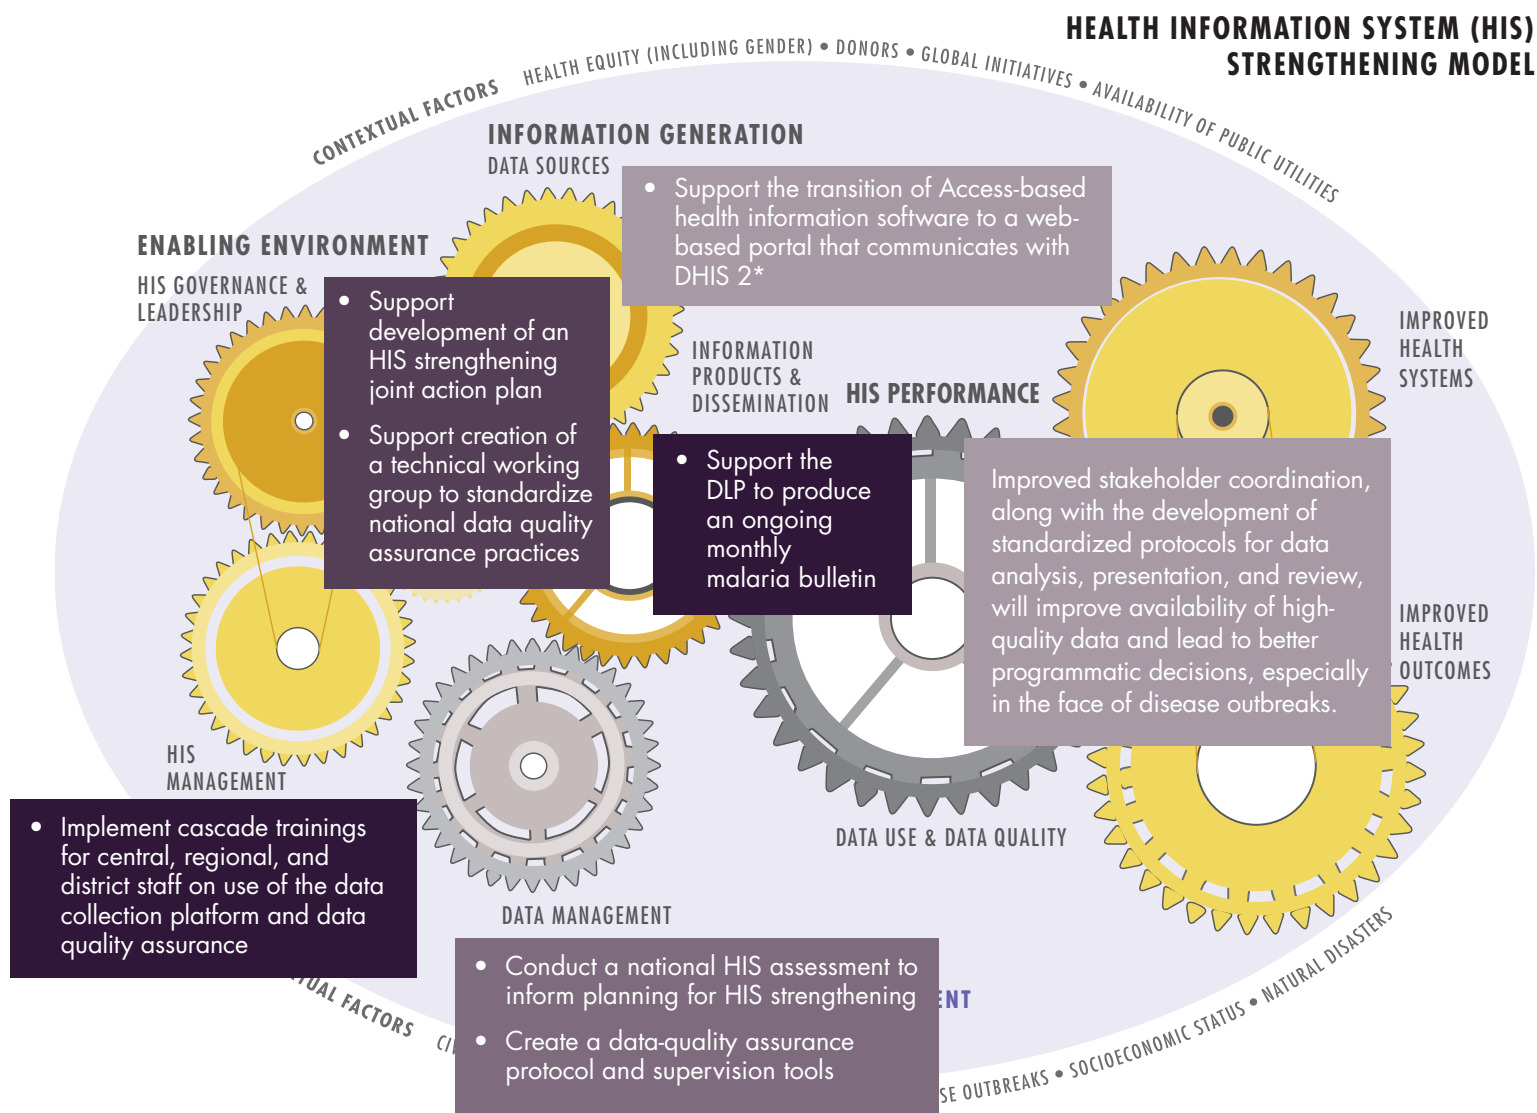 HEALTH INFORMATION SYSTEM (HIS)
STRENGTHENING MODEL
CONTEXTUAL FACTORS HEALTH EQUITY (INCLUDING GENDER) • DONORS • GLOBAL INITIATIVES • AVAILABILITY OF PUBLIC UTILITIES
INFORMATION GENERATION
DATA SOURCES
• Support the transition of Access-based
health information software to a web-
based portal that communicates with
DHIS 2*
ENABLING ENVIRONMENT
HIS GOVERNANCE &
LEADERSHIP
• Support
development of an
HIS strengthening
joint action plan
• Support creation of
a technical working
group to standardize
national data quality
assurance practices
INFORMATION
PRODUCTS &
DISSEMINATION
HIS PERFORMANCE
• Support the
DLP to produce
an ongoing
monthly
malaria bulletin
IMPROVED
HEALTH
SYSTEMS
Improved stakeholder coordination,
along with the development of
standardized protocols for data
analysis, presentation, and review,
will improve availability of high-
quality data and lead to better
programmatic decisions, especially
in the face of disease outbreaks.
IMPROVED
HEALTH
OUTCOMES
HIS
MANAGEMENT
• Implement cascade trainings
for central, regional, and
district staff on use of the data
collection platform and data
quality assurance
DATA USE & DATA QUALITY
DATA MANAGEMENT
• Conduct a national HIS assessment to
inform planning for HIS strengthening
• Create a data-quality assurance
protocol and supervision tools
FACTORS
OUTBREAKS • SOCIOECONOMIC STATUS • NATURAL DISASTERS